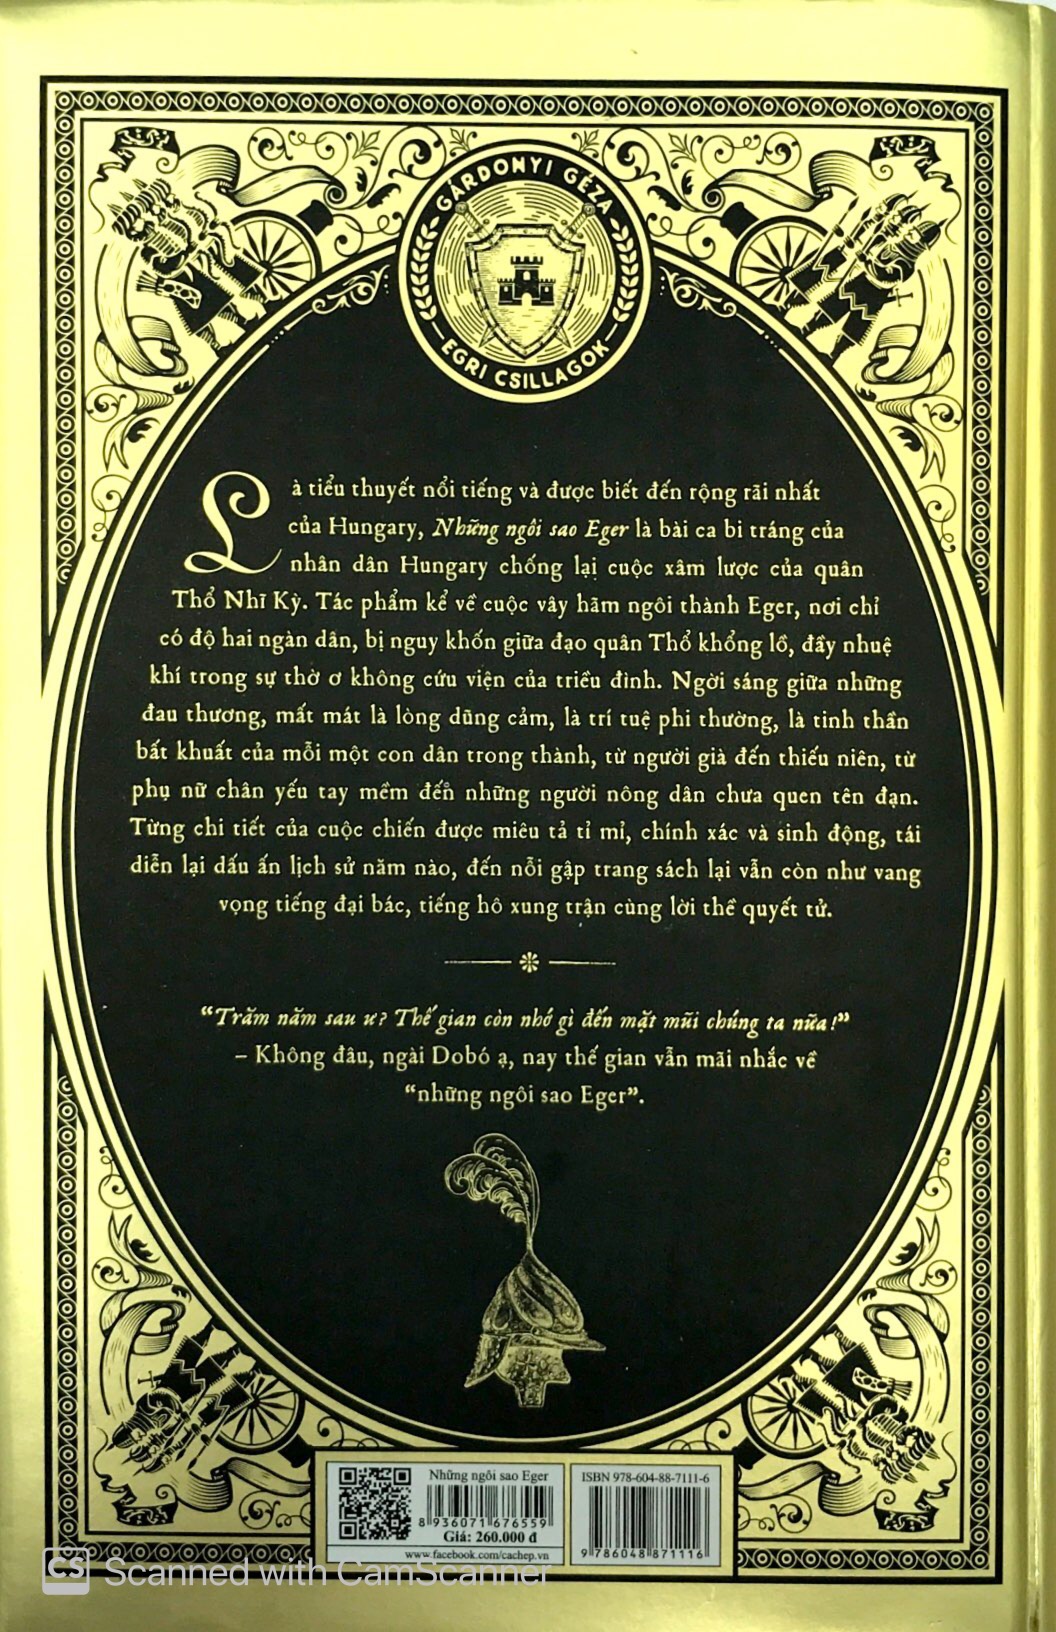 GÁRDONYI GÉZA
EGRI CSILLAGOK
Là tiểu thuyết nổi tiếng và được biết đến rộng rãi nhất
của Hungary, Những ngôi sao Eger là bài ca bi tráng của
nhân dân Hungary chống lại cuộc xâm lược của quân
Thổ Nhĩ Kỳ. Tác phẩm kể về cuộc vây hãm ngôi thành Eger, nơi chỉ
có độ hai ngàn dân, bị nguy khốn giữa đạo quân Thổ khổng lồ, đầy nhuệ
khí trong sự thờ ơ không cứu viện của triều đình. Ngời sáng giữa những
đau thương, mất mát là lòng dũng cảm, là trí tuệ phi thường, là tinh thần
bất khuất của mỗi một con dân trong thành, từ người già đến thiếu niên, từ
phụ nữ chân yếu tay mềm đến những người nông dân chưa quen tên đạn.
Từng chi tiết của cuộc chiến được miêu tả tỉ mỉ, chính xác và sinh động, tái
diễn lại dấu ấn lịch sử năm nào, đến nỗi gập trang sách lại vẫn còn như vang
vọng tiếng đại bác, tiếng hô xung trận cùng lời thề quyết tử.
“Trăm năm sau ư? Thế gian còn nhớ gì đến mặt mũi chúng ta nữa!”
– Không đâu, ngài Dobó ạ, nay thế gian vẫn mãi nhắc về
“những ngôi sao Eger”.
Những ngôi sao Eger
8 936071 676559
Giá: 260.000 đ
www.facebook.com/cachep.vn
ISBN 978-604-88-7111-6
9 786048 871116
CS Scanned with CamScanner